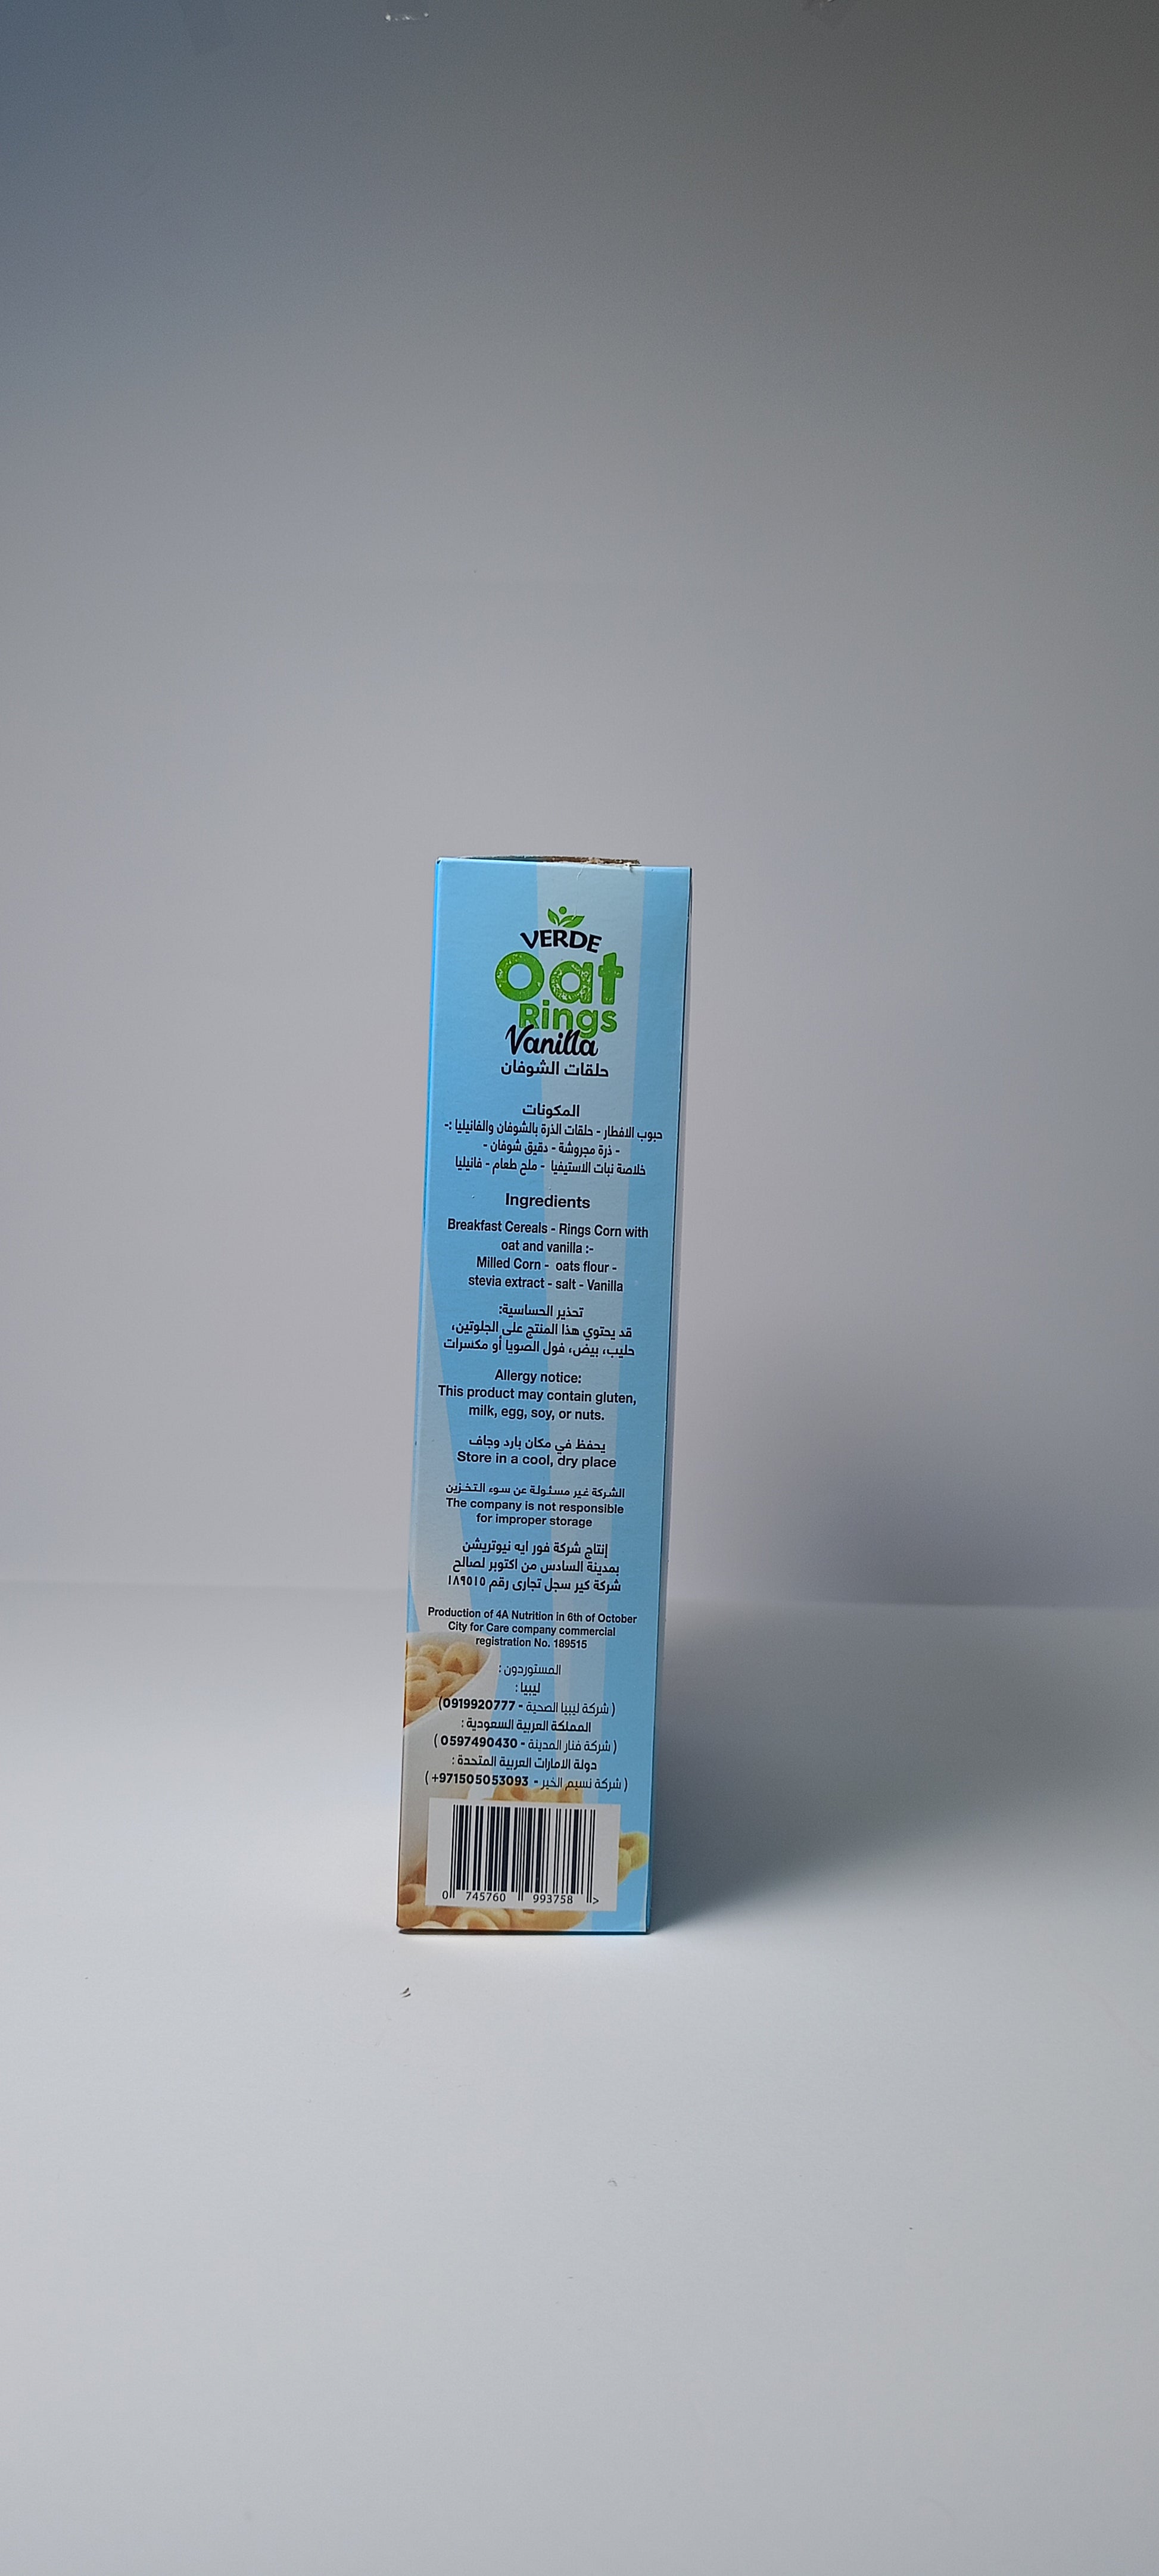 VERDE
Oat
Rings
Vanilla
حلقات الشوفان
المكونات
حبوب الافطار - حلقات الذرة بالشوفان والفانيليا :-
- ذرة مجروشة - دقيق شوفان -
خلاصة نبات الاستيفيا - ملح طعام - فانيليا
Ingredients
Breakfast Cereals - Rings Corn with
oat and vanilla :-
Milled Corn - oats flour -
stevia extract - salt - Vanilla
تحذير الحساسية:
قد يحتوي هذا المنتج على الجلوتين،
حليب، بيض، فول الصويا أو مكسرات
Allergy notice:
This product may contain gluten,
milk, egg, soy, or nuts.
يحفظ في مكان بارد وجاف
Store in a cool, dry place
الشركة غير مسئولة عن سوء التخزين
The company is not responsible
for improper storage
إنتاج شركة فور ايه نيوتريشن
بمدينة السادس من اكتوبر لصالح
شركة كير سجل تجارى رقم ١٨٩٥١٥
Production of 4A Nutrition in 6th of October
City for Care company commercial
registration No. 189515
المستوردون :
ليبيا :
( شركة ليبيا الصحية - 0919920777)
المملكة العربية السعودية :
( شركة فنار المدينة - 0597490430 )
دولة الامارات العربية المتحدة :
( شركة نسيم الخير - 971505053093+ )
0 745760 993758 >